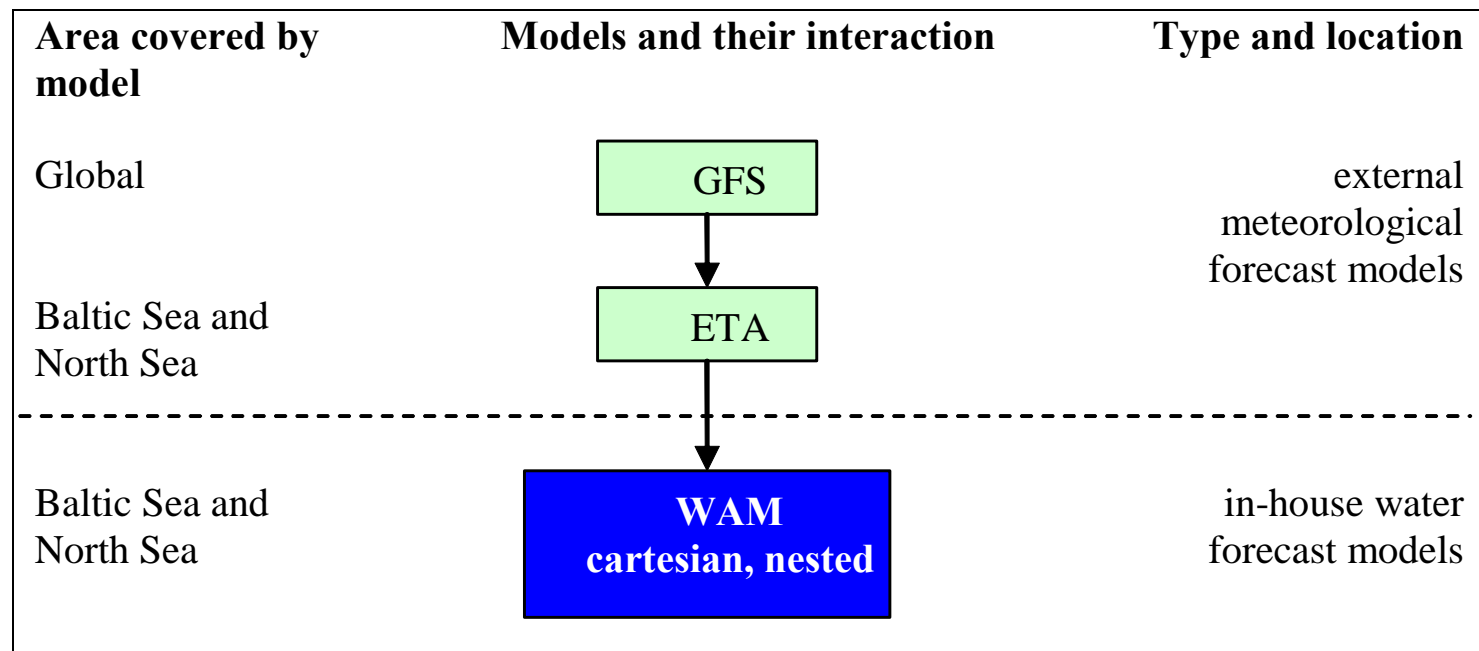 Area covered by
model
Models and their interaction
Type and location
Global
GFS
external
meteorological
forecast models
Baltic Sea and
North Sea
ETA
Baltic Sea and
North Sea
WAM
cartesian, nested
in-house water
forecast models